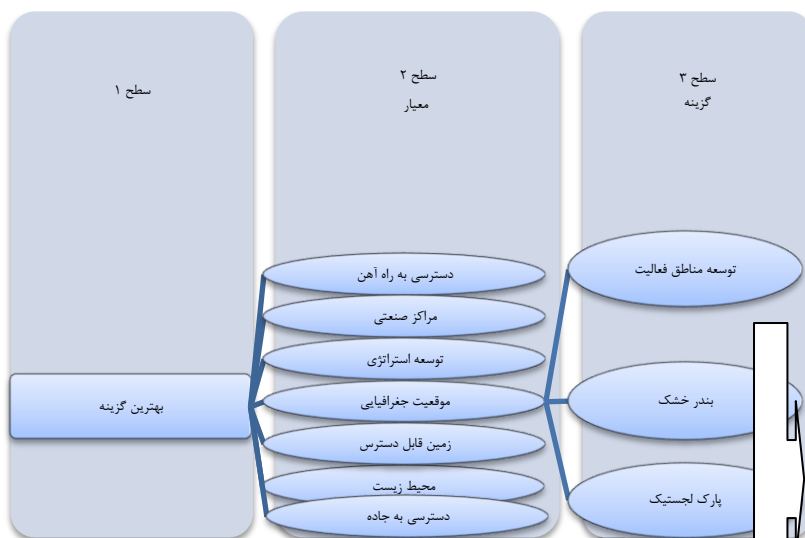 سطح ۱
سطح ۲
معیار
سطح ۳
گزینه
بهترین گزینه
دسترسی به راه آهن
مراکز صنعتی
توسعه استراتژی
موقعیت جغرافیایی
زمین قابل دسترس
محیط زیست
دسترسی به جاده
توسعه مناطق فعالیت
بندر خشک
پارک لجستیک